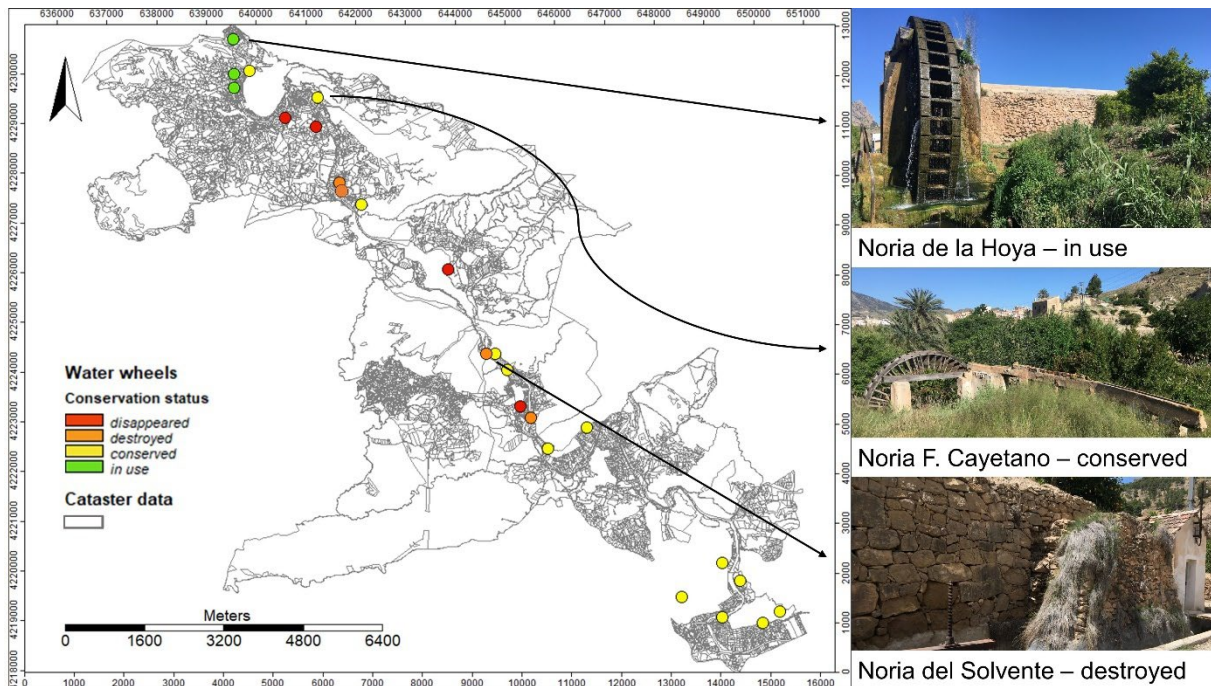 636000 638000 640000 641000 642000 644000 645000 646000 647000 648000 650000 651000
4230000
4229000
4228000
4227000
4226000
4225000
4224000
4223000
4222000
4221000
4220000
4219000
4218000
13000
12000
11000
10000
9000
8000
7000
6000
5000
4000
3000
2000
1000
0
Water wheels
Conservation status
disappeared
destroyed
conserved
in use
Cataster data
Meters
0 1600 3200 4800 6400
0 1000 2000 3000 4000 5000 6000 7000 8000 9000 10000 11000 12000 13000 14000 15000 16000
Noria de la Hoya – in use
Noria F. Cayetano – conserved
Noria del Solvente – destroyed